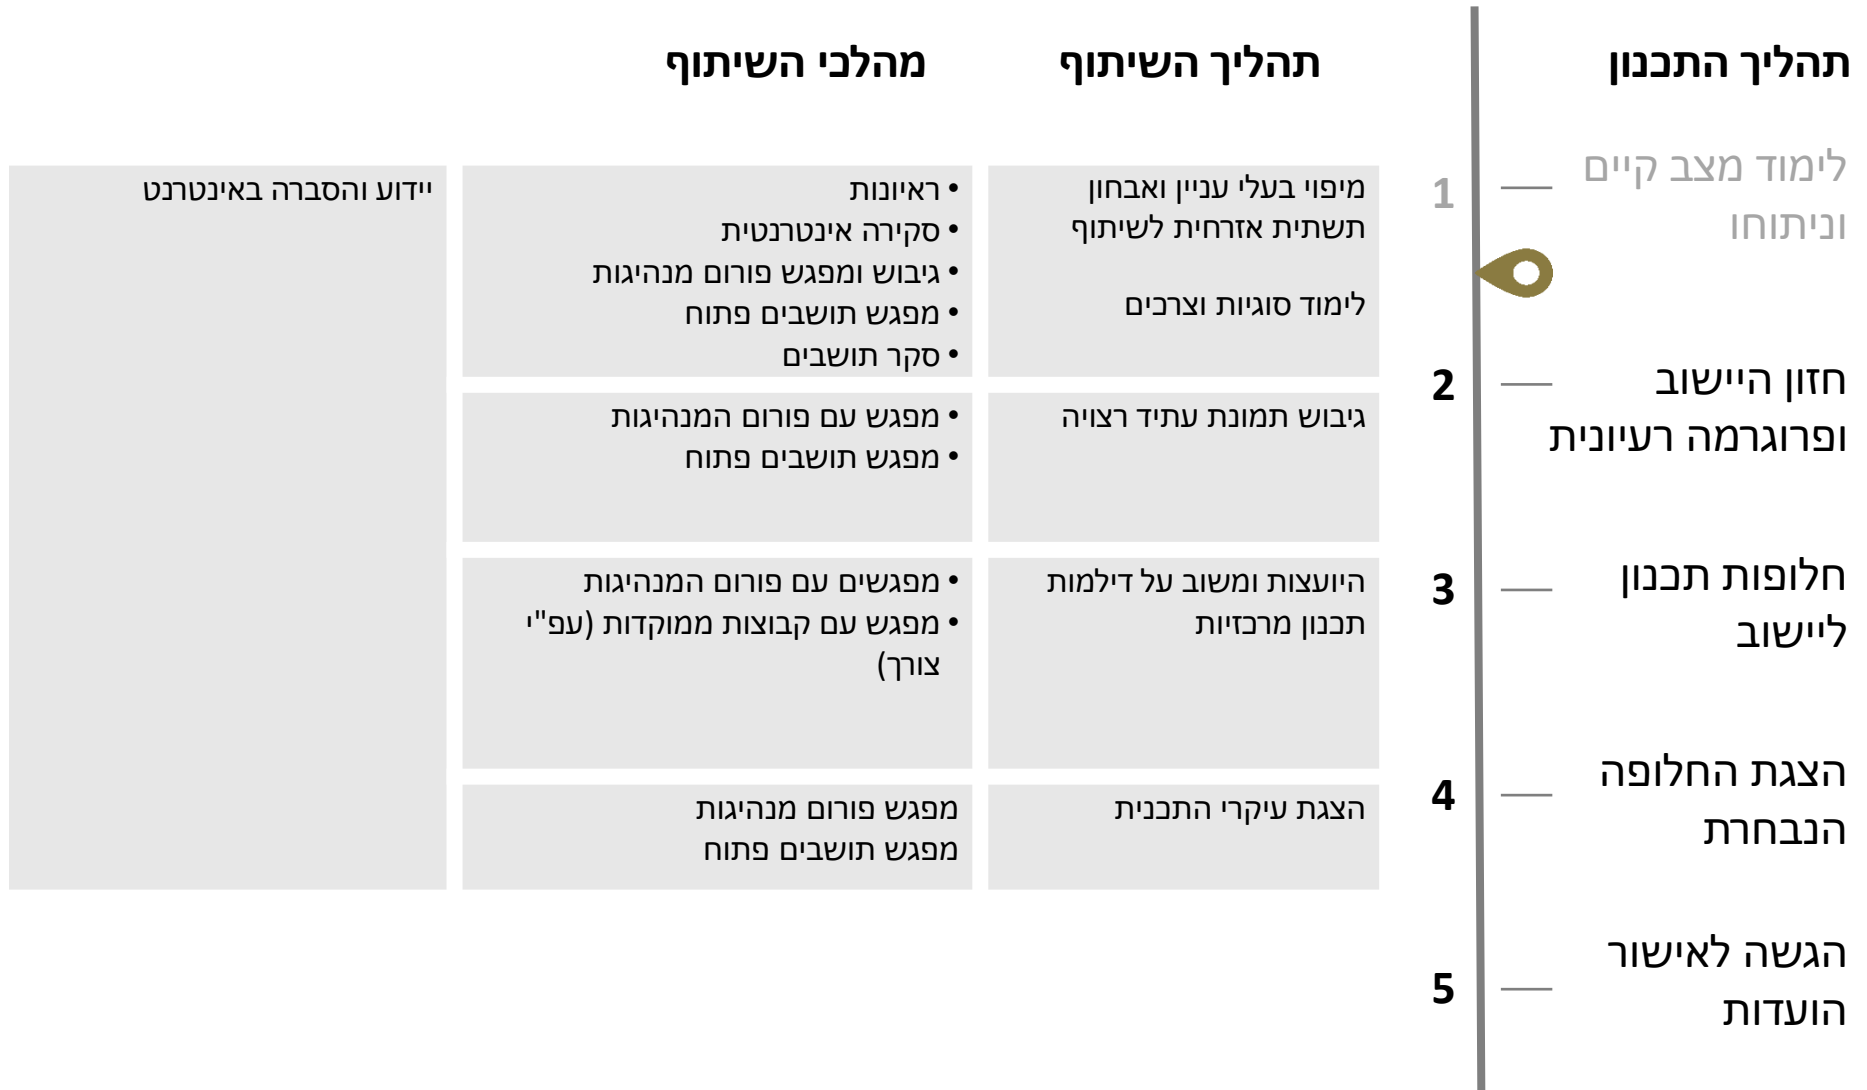 תהליך התכנון
תהליך השיתוף
מהלכי השיתוף
1
לימוד מצב קיים
וניתוחו
מיפוי בעלי עניין ואבחון
תשתית אזרחית לשיתוף
לימוד סוגיות וצרכים
• ראיונות
• סקירה אינטרנטית
• גיבוש ומפגש פורום מנהיגות
• מפגש תושבים פתוח
• סקר תושבים
יידוע והסברה באינטרנט
2
חזון היישוב
ופרוגרמה רעיונית
גיבוש תמונת עתיד רצויה
• מפגש עם פורום המנהיגות
• מפגש תושבים פתוח
3
חלופות תכנון
ליישוב
היועצות ומשוב על דילמות
תכנון מרכזיות
• מפגשים עם פורום המנהיגות
• מפגש עם קבוצות ממוקדות (עפ"י
צורך)
4
הצגת החלופה
הנבחרת
הצגת עיקרי התכנית
מפגש פורום מנהיגות
מפגש תושבים פתוח
5
הגשה לאישור
הועדות